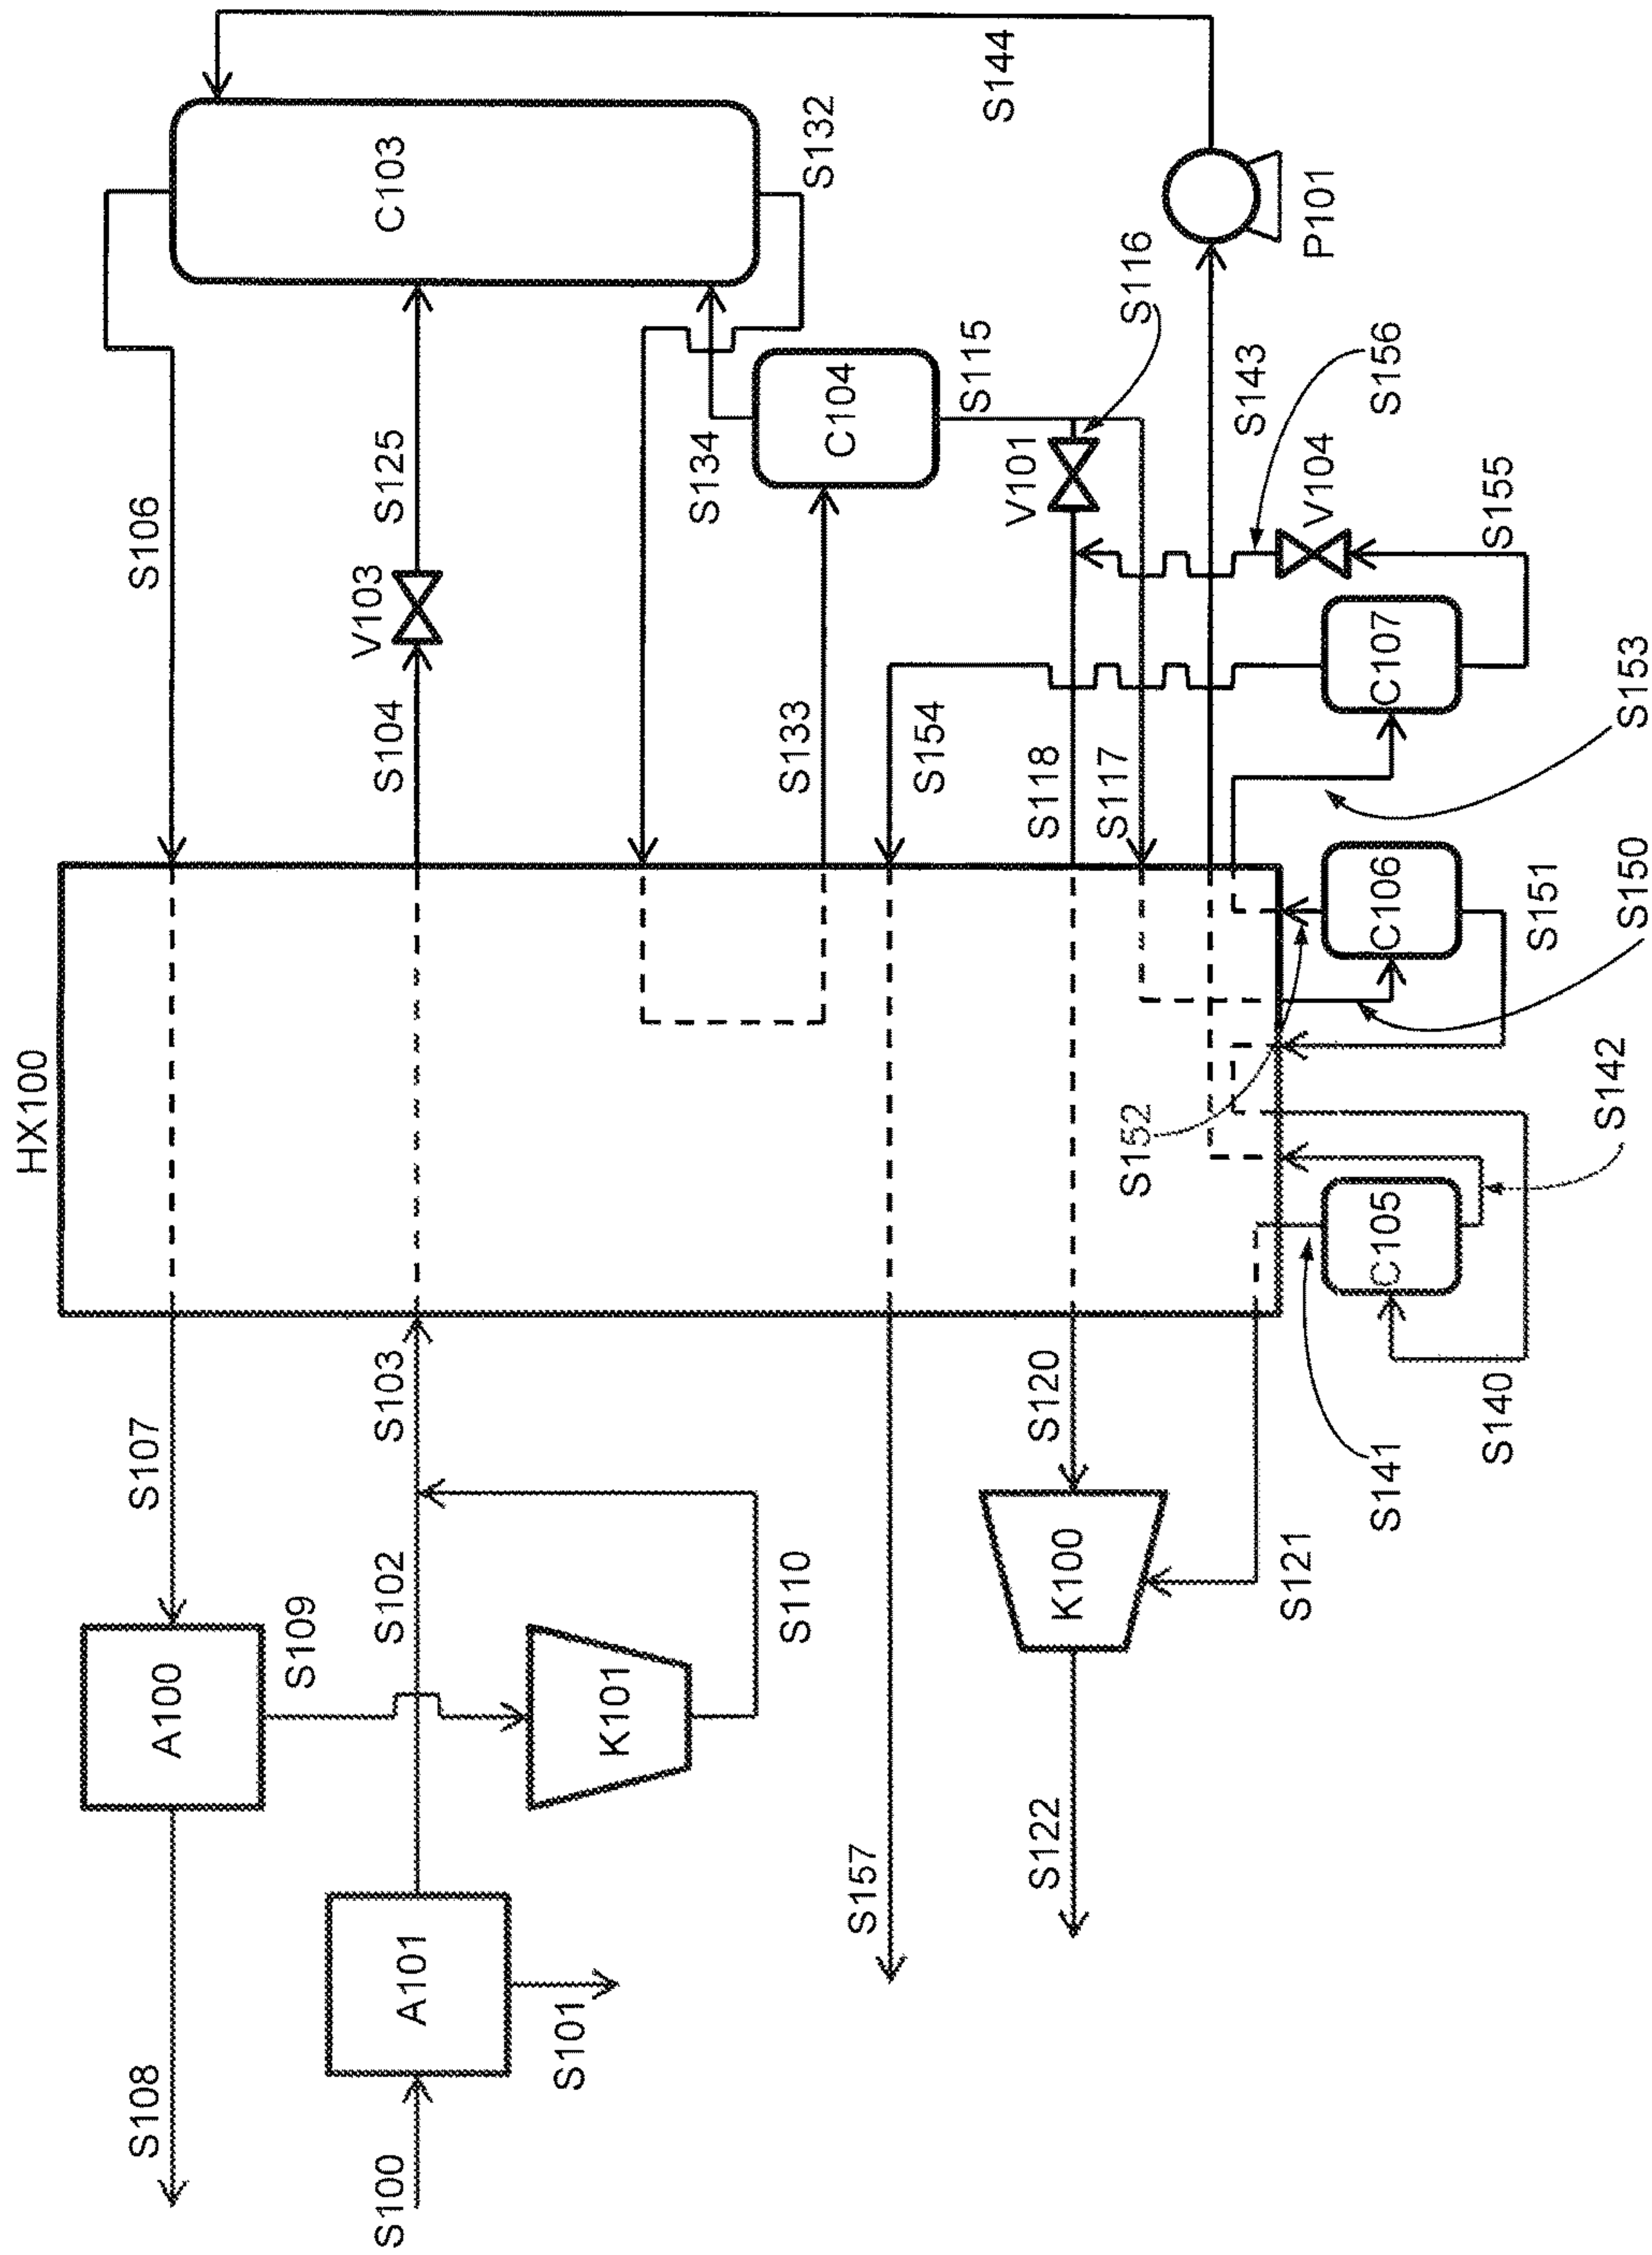 HX100
S106
S107
S108
A100
S109
C103
S125
V103
S104
S103
S102
A101
S100
S101
K101
S110
S132
S134
C104
S133
S115
S116
V101
S154
S118
S117
S157
S120
K100
S122
S121
S144
P101
S143
S156
V104
S155
C107
S153
C106
S150
S151
S152
S142
C105
S141
S140